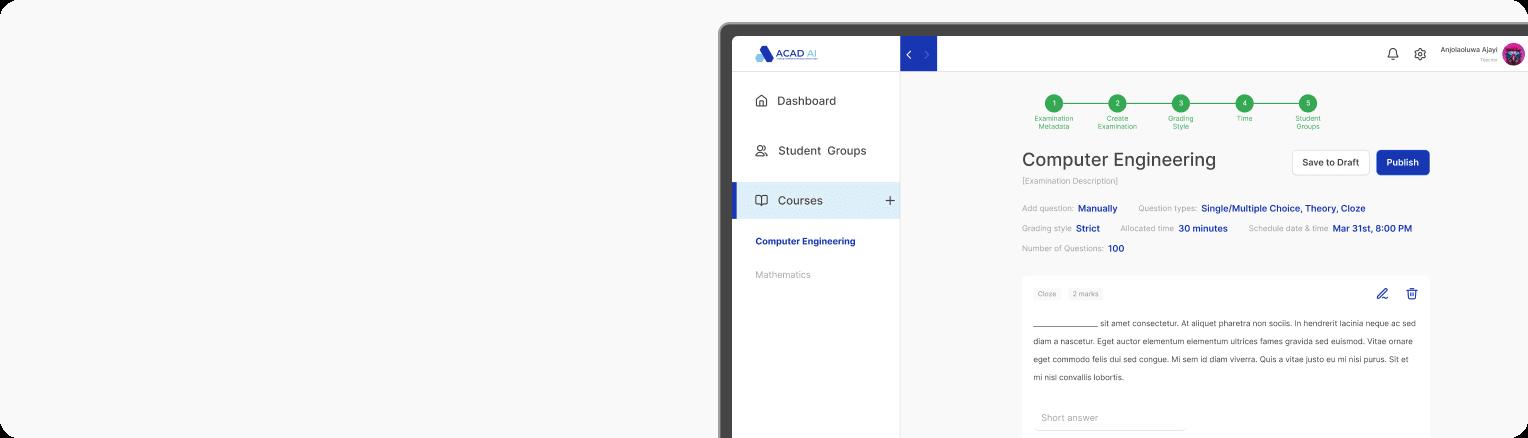 ACAD AI
Anjolaoluwa Ajayi
Teacher
Dashboard
Student Groups
Courses
Computer Engineering
Mathematics
1 2 3 4 5
Examination Metadata
Create Examination
Grading Style
Time
Student Groups
Computer Engineering
Save to Draft
Publish
[Examination Description]
Add question: Manually Question types: Single/Multiple Choice, Theory, Cloze
Grading style Strict Allocated time 30 minutes Schedule date & time Mar 31st, 8:00 PM
Number of Questions: 100
Cloze 2 marks
________________ sit amet consectetur. At aliquet pharetra non sociis. In hendrerit lacinia neque ac sed
diam a nascetur. Eget auctor elementum elementum ultrices fames gravida sed euismod. Vitae ornare
eget commodo felis dui sed congue. Mi sem id diam viverra. Quis a vitae justo eu mi nisi purus. Sit et
mi nisl convallis lobortis.
Short answer